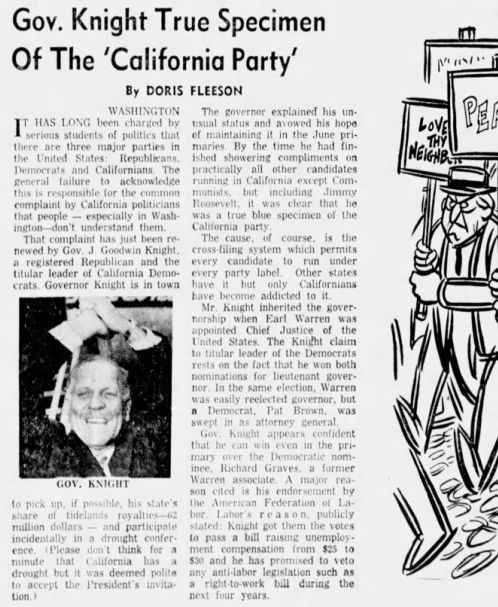 Gov. Knight True Specimen
Of The 'California Party'
By DORIS FLEESON
WASHINGTON
IT HAS LONG been charged by
serious students of politics that
there are three major parties in
the United States: Republicans,
Democrats and Californians. The
general failure to acknowledge
this is responsible for the common
complaint by California politicians
that people — especially in Wash-
ington—don't understand them.
That complaint has just been re-
newed by Gov. J. Goodwin Knight,
a registered Republican and the
titular leader of California Demo-
crats. Governor Knight is in town
GOV. KNIGHT
to pick up, if possible, his state's
share of tidelands royalties—62
million dollars — and participate
incidentally in a drought confer-
ence. (Please don't think for a
minute that California has a
drought but it was deemed polite
to accept the President's invita-
tion.)
The governor explained his un-
usual status and avowed his hope
of maintaining it in the June pri-
maries. By the time he had fin-
ished showering compliments on
practically all other candidates
running in California except Com-
munists, but including Jimmy
Roosevelt, it was clear that he
was a true blue specimen of the
California party.
The cause, of course, is the
cross-filing system which permits
every candidate to run under
every party label. Other states
have it but only Californians
have become addicted to it.
Mr. Knight inherited the gover-
norship when Earl Warren was
appointed Chief Justice of the
United States. The Knight claim
to titular leader of the Democrats
rests on the fact that he won both
nominations for lieutenant gover-
nor. In the same election, Warren
was easily reelected governor, but
a Democrat, Pat Brown, was
swept in as attorney general.
Gov. Knight appears confident
that he can win even in the pri-
mary over the Democratic nom-
inee, Richard Graves, a former
Warren associate. A major rea-
son cited is his endorsement by
the American Federation of La-
bor. Labor's reason, publicly
stated: Knight got them the votes
to pass a bill raising unemploy-
ment compensation from $25 to
$30 and he has promised to veto
any anti-labor legislation such as
a right-to-work bill during the
next four years.
LOVE
THY
NEIGHB